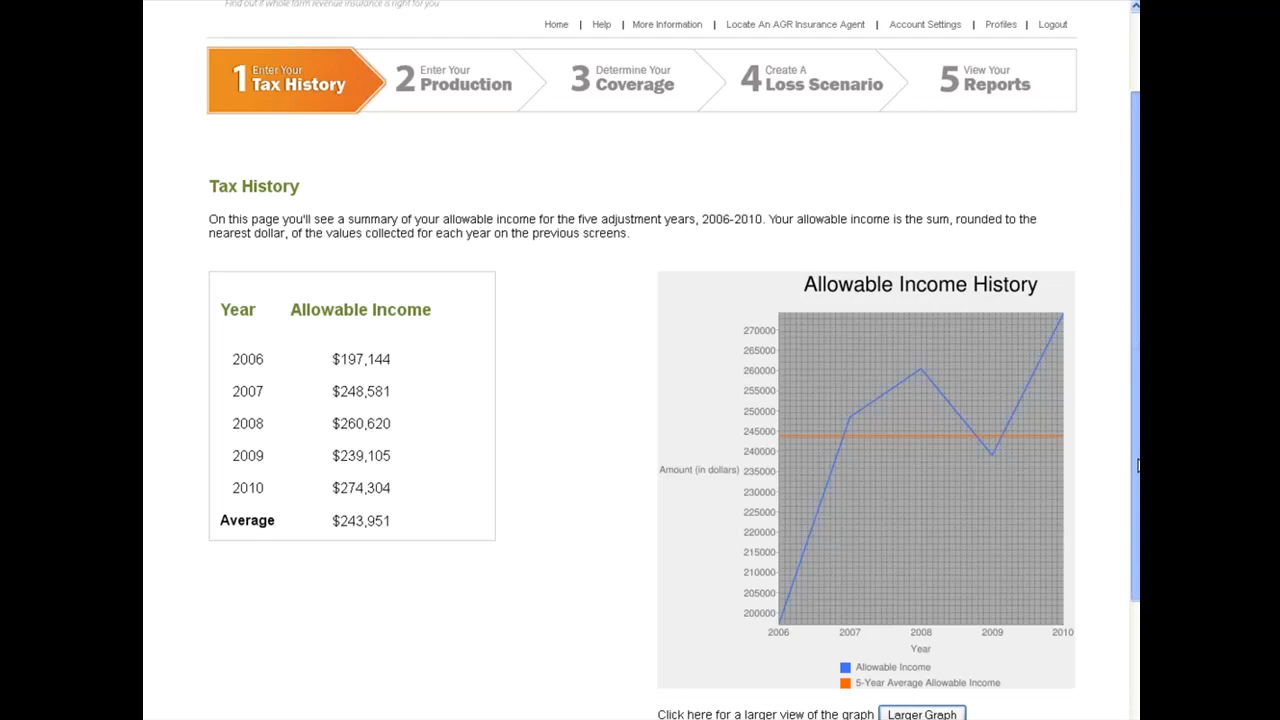 Find out if whole farm revenue insurance is right for you
Home | Help | More Information | Locate An AGR Insurance Agent | Account Settings | Profiles | Logout
1 Enter Your Tax History
2 Enter Your Production
3 Determine Your Coverage
4 Create A Loss Scenario
5 View Your Reports
Tax History
On this page you'll see a summary of your allowable income for the five adjustment years, 2006-2010. Your allowable income is the sum, rounded to the
nearest dollar, of the values collected for each year on the previous screens.
Year Allowable Income
2006 $197,144
2007 $248,581
2008 $260,620
2009 $239,105
2010 $274,304
Average $243,951
Allowable Income History
270000
265000
260000
255000
250000
245000
240000
Amount (in dollars) 235000
230000
225000
220000
215000
210000
205000
200000
2006 2007 2008 2009 2010
Year
Allowable Income
5-Year Average Allowable Income
Click here for a larger view of the graph Larger Graph